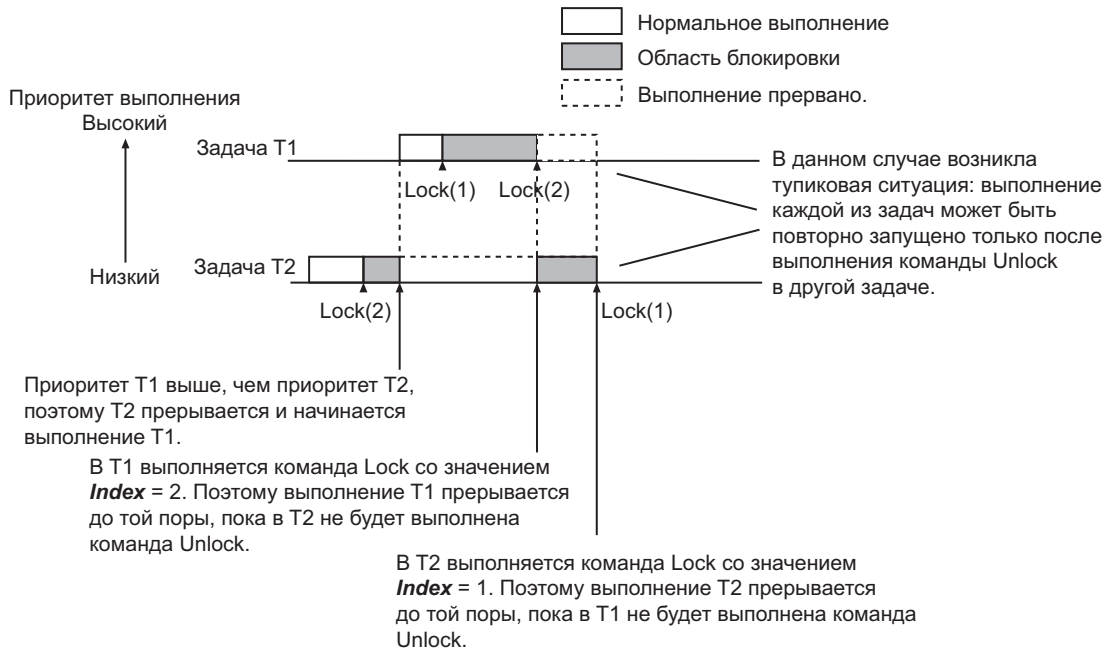 Нормальное выполнение
Область блокировки
Выполнение прервано.
Приоритет выполнения
Высокий
Задача T1
Lock(1)
Lock(2)
В данном случае возникла
тупиковая ситуация: выполнение
каждой из задач может быть
повторно запущено только после
выполнения команды Unlock
в другой задаче.
Низкий
Задача T2
Lock(2)
Lock(1)
Приоритет T1 выше, чем приоритет T2,
поэтому T2 прерывается и начинается
выполнение T1.
В T1 выполняется команда Lock со значением
Index = 2. Поэтому выполнение T1 прерывается
до той поры, пока в T2 не будет выполнена
команда Unlock.
В T2 выполняется команда Lock со значением
Index = 1. Поэтому выполнение T2 прерывается
до той поры, пока в T1 не будет выполнена команда
Unlock.